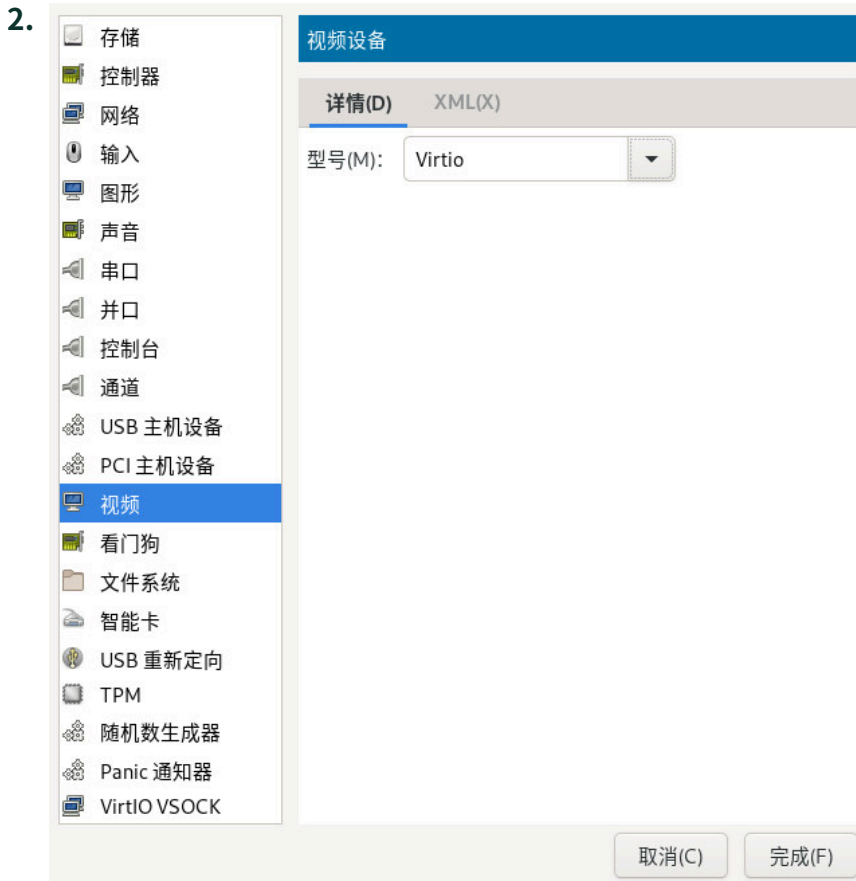 2.
存储
控制器
网络
输入
图形
声音
串口
并口
控制台
通道
USB 主机设备
PCI 主机设备
视频
看门狗
文件系统
智能卡
USB 重新定向
TPM
随机数生成器
Panic 通知器
VirtIO VSOCK
视频设备
详情(D) XML(X)
型号(M): Virtio
取消(C) 完成(F)